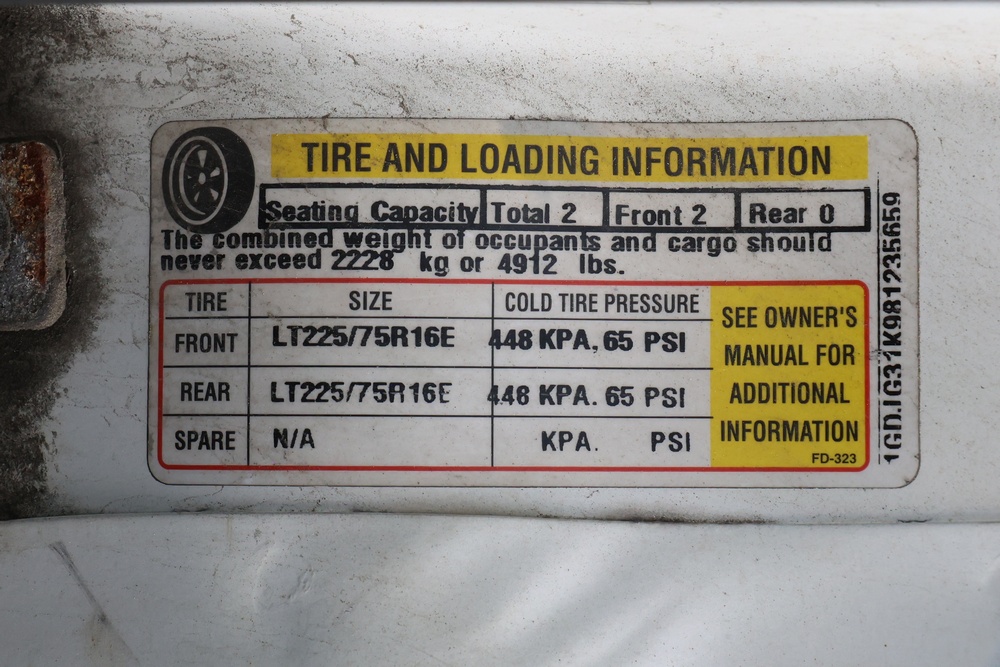 TIRE AND LOADING INFORMATION
Seating Capacity Total 2 Front 2 Rear 0
The combined weight of occupants and cargo should
never exceed 2228 kg or 4912 lbs.
TIRE SIZE COLD TIRE PRESSURE
FRONT LT225/75R16E 448 KPA, 65 PSI
REAR LT225/75R16E 448 KPA. 65 PSI
SPARE N/A KPA. PSI
SEE OWNER'S
MANUAL FOR
ADDITIONAL
INFORMATION
FD-323
1GDJG31K981235659